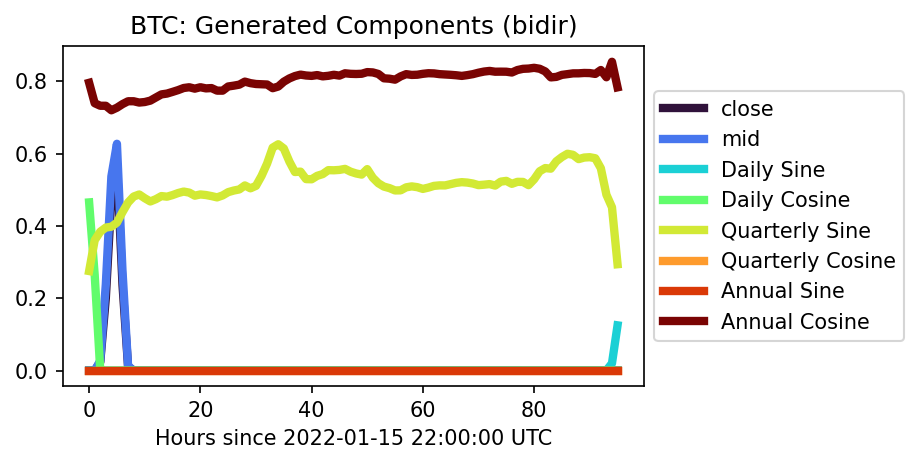 BTC: Generated Components (bidir)
0.8
0.6
0.4
0.2
0.0
0 20 40 60 80
Hours since 2022-01-15 22:00:00 UTC
close
mid
Daily Sine
Daily Cosine
Quarterly Sine
Quarterly Cosine
Annual Sine
Annual Cosine